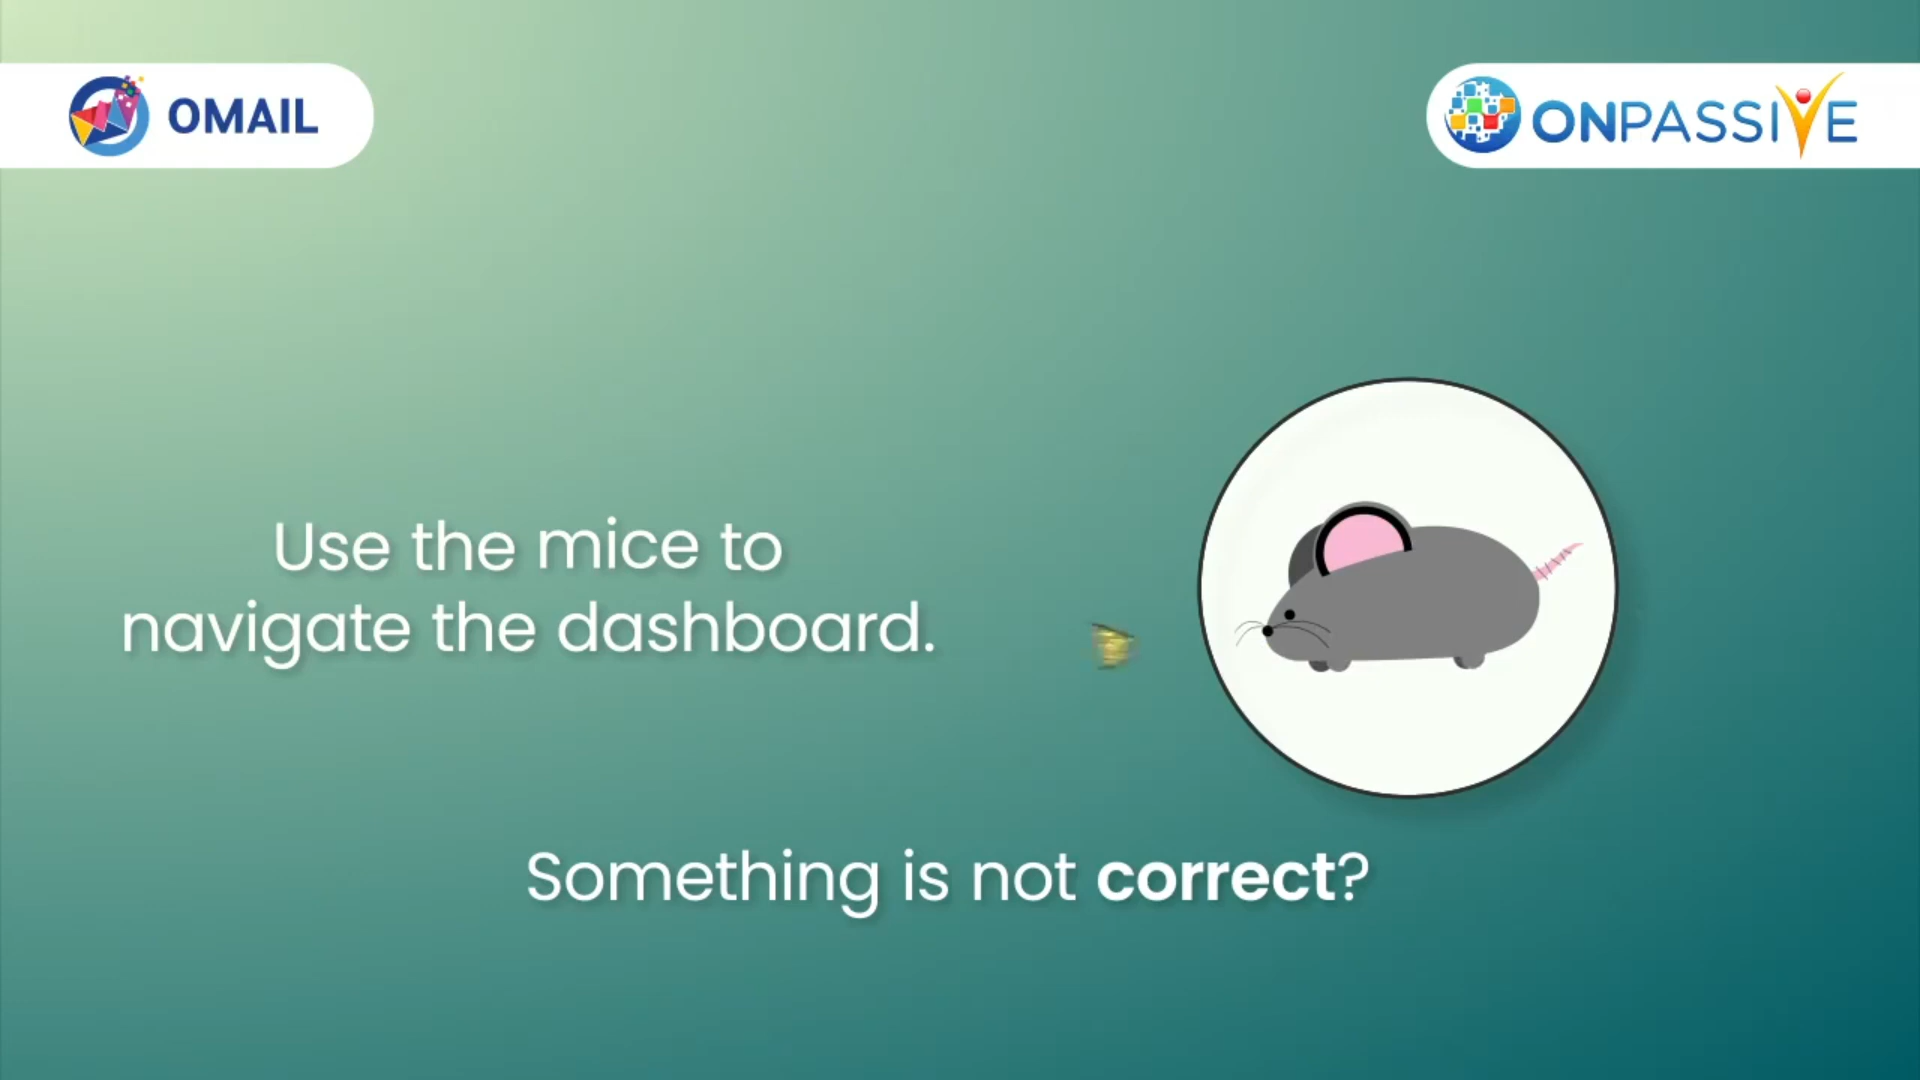 OMAIL
ONPASSIVE
Use the mice to
navigate the dashboard.
Something is not correct?